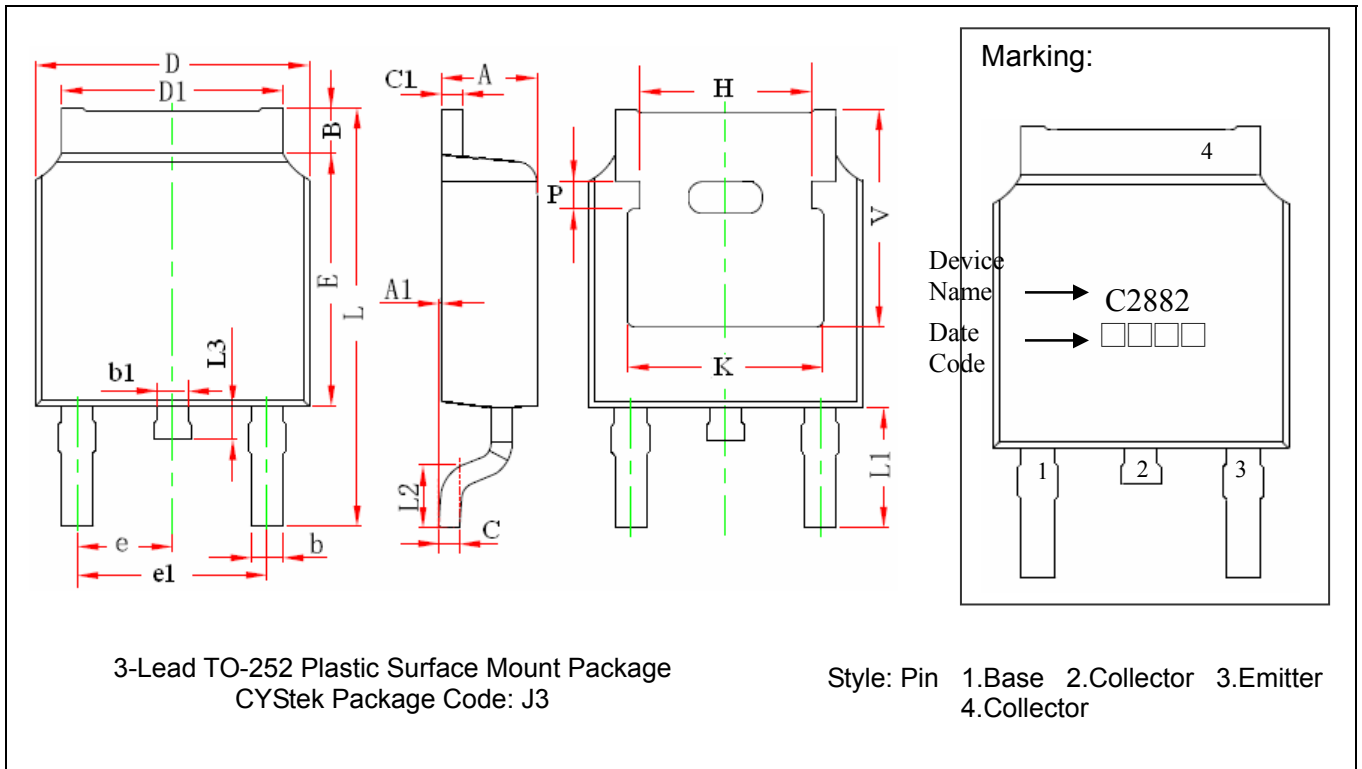 D
D1
B
E
L
L3
b1
e
e1
b
C1
A
A1
L2
C
H
P
V
K
L1
Marking:
4
Device
Name
C2882
Date
Code
□□□□
1
2
3
3-Lead TO-252 Plastic Surface Mount Package
CYStek Package Code: J3
Style: Pin 1.Base 2.Collector 3.Emitter
4.Collector